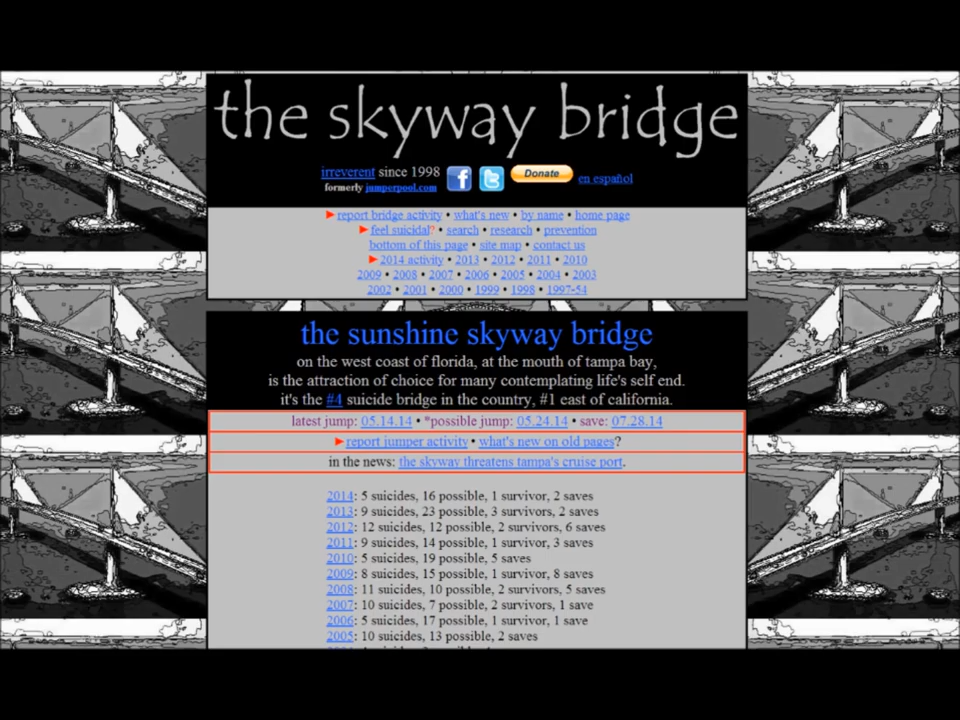 the skyway bridge
irreverent since 1998 f t Donate en español
formerly jumperpool.com
►report bridge activity • what's new • by name • home page
►feel suicidal? • search • research • prevention
bottom of this page • site map • contact us
►2014 activity • 2013 • 2012 • 2011 • 2010
2009 • 2008 • 2007 • 2006 • 2005 • 2004 • 2003
2002 • 2001 • 2000 • 1999 • 1998 • 1997-54
the sunshine skyway bridge
on the west coast of florida, at the mouth of tampa bay,
is the attraction of choice for many contemplating life's self end.
it's the #4 suicide bridge in the country, #1 east of california.
latest jump: 05.14.14 • *possible jump: 05.24.14 • save: 07.28.14
►report jumper activity • what's new on old pages?
in the news: the skyway threatens tampa's cruise port.
2014: 5 suicides, 16 possible, 1 survivor, 2 saves
2013: 9 suicides, 23 possible, 3 survivors, 2 saves
2012: 12 suicides, 12 possible, 2 survivors, 6 saves
2011: 9 suicides, 14 possible, 1 survivor, 3 saves
2010: 5 suicides, 19 possible, 5 saves
2009: 8 suicides, 15 possible, 1 survivor, 8 saves
2008: 11 suicides, 10 possible, 2 survivors, 5 saves
2007: 10 suicides, 7 possible, 2 survivors, 1 save
2006: 5 suicides, 17 possible, 1 survivor, 1 save
2005: 10 suicides, 13 possible, 2 saves